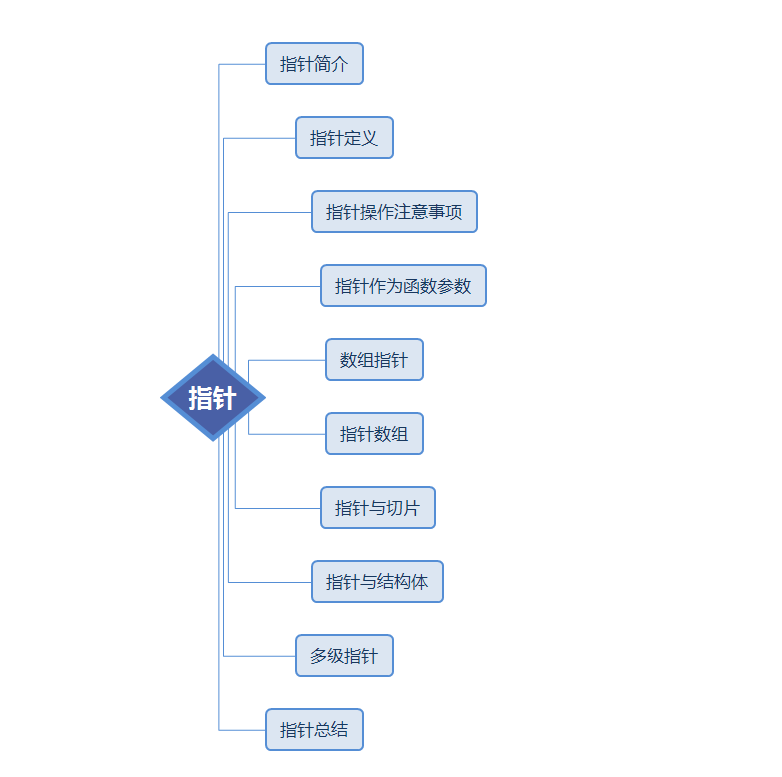 指针简介
指针定义
指针操作注意事项
指针作为函数参数
数组指针
指针
指针数组
指针与切片
指针与结构体
多级指针
指针总结